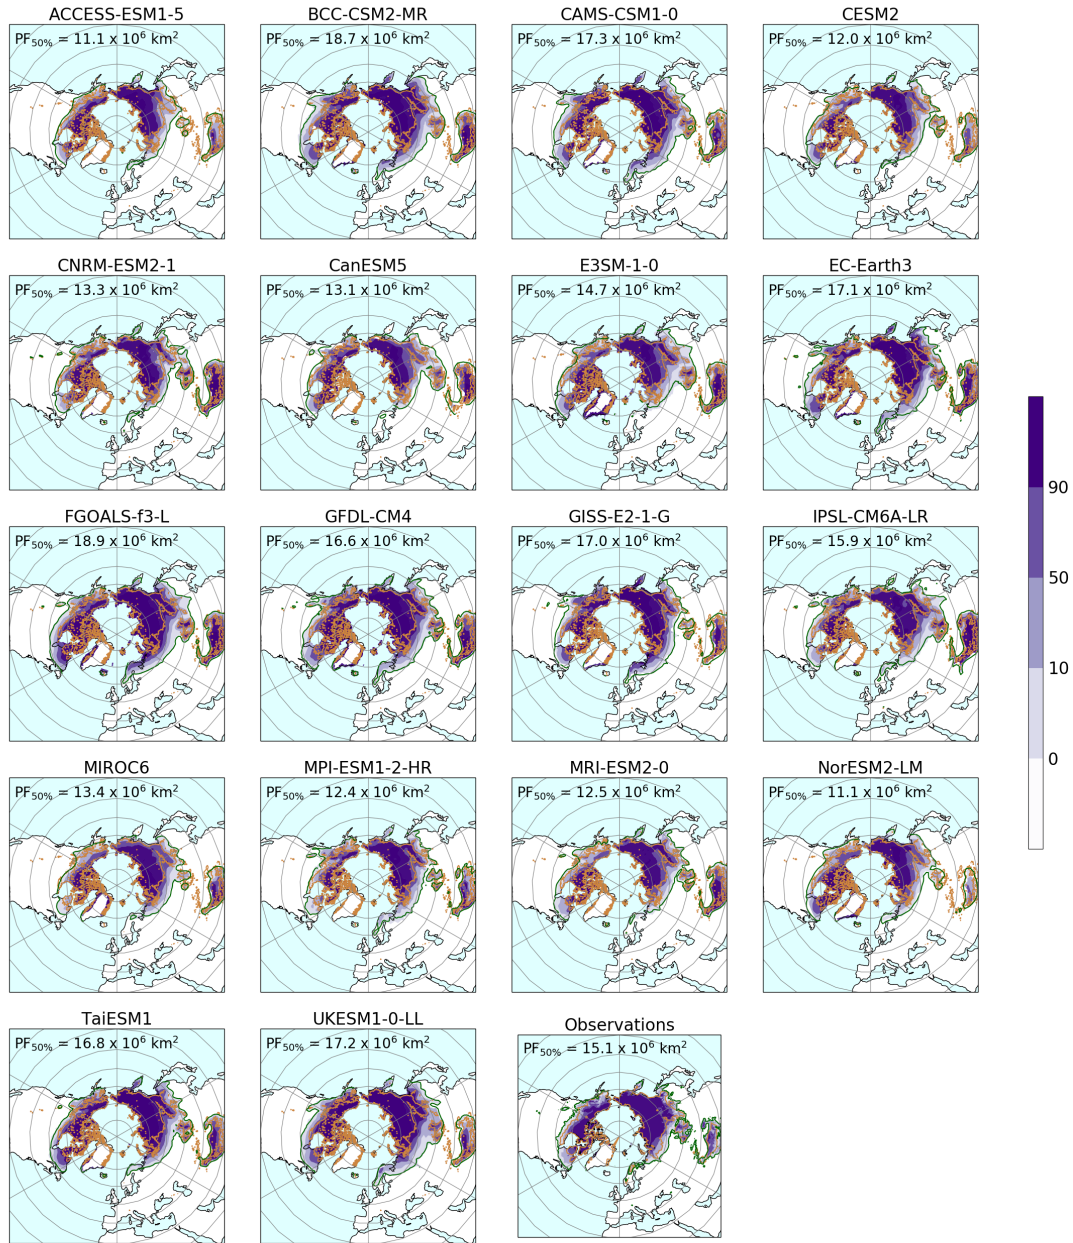 ACCESS-ESM1-5
BCC-CSM2-MR
CAMS-CSM1-0
CESM2
PF50% = 11.1 x 10^6 km^2
PF50% = 18.7 x 10^6 km^2
PF50% = 17.3 x 10^6 km^2
PF50% = 12.0 x 10^6 km^2
CNRM-ESM2-1
CanESM5
E3SM-1-0
EC-Earth3
PF50% = 13.3 x 10^6 km^2
PF50% = 13.1 x 10^6 km^2
PF50% = 14.7 x 10^6 km^2
PF50% = 17.1 x 10^6 km^2
FGOALS-f3-L
GFDL-CM4
GISS-E2-1-G
IPSL-CM6A-LR
PF50% = 18.9 x 10^6 km^2
PF50% = 16.6 x 10^6 km^2
PF50% = 17.0 x 10^6 km^2
PF50% = 15.9 x 10^6 km^2
MIROC6
MPI-ESM1-2-HR
MRI-ESM2-0
NorESM2-LM
PF50% = 13.4 x 10^6 km^2
PF50% = 12.4 x 10^6 km^2
PF50% = 12.5 x 10^6 km^2
PF50% = 11.1 x 10^6 km^2
TaiESM1
UKESM1-0-LL
Observations
PF50% = 16.8 x 10^6 km^2
PF50% = 17.2 x 10^6 km^2
PF50% = 15.1 x 10^6 km^2
90
50
10
0